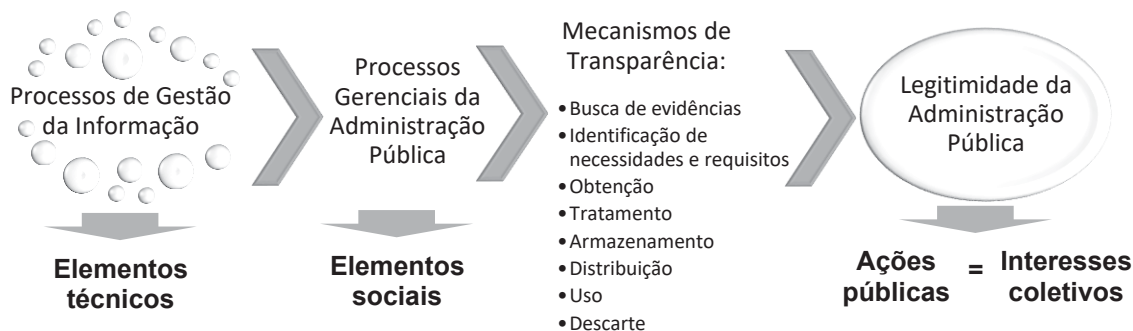 Processos de Gestão
da Informação
Elementos
técnicos
Processos
Gerenciais da
Administração
Pública
Elementos
sociais
Mecanismos de
Transparência:
•Busca de evidências
•Identificação de
necessidades e requisitos
•Obtenção
•Tratamento
•Armazenamento
•Distribuição
•Uso
•Descarte
Legitimidade da
Administração
Pública
Ações = Interesses
públicas coletivos